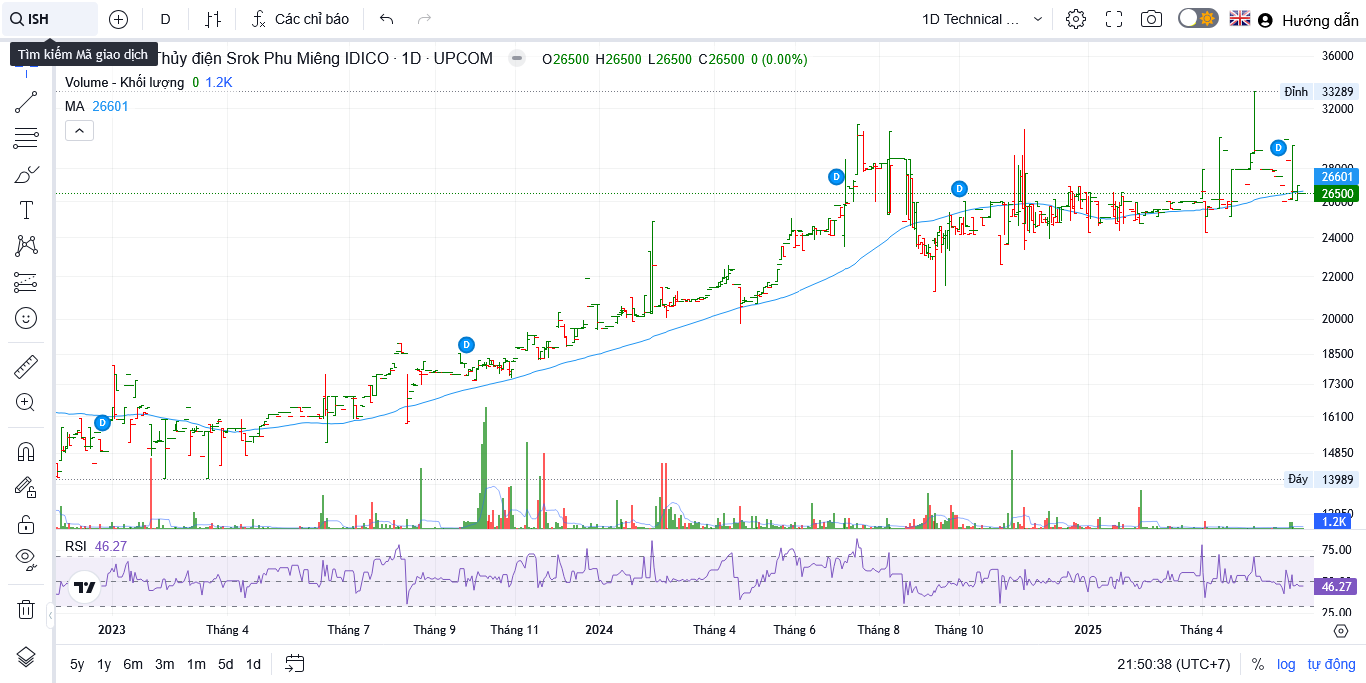 ISH
D
Các chỉ báo
1D Technical ...
Hướng dẫn
Tìm kiếm Mã giao dịch
Thủy điện Srok Phu Miêng IDICO · 1D · UPCOM
O26500 H26500 L26500 C26500 0 (0.00%)
Volume - Khối lượng 0 1.2K
MA 26601
36000
Đỉnh 33289
32000
28000
26601
26500
26000
24000
22000
20000
18500
17300
16100
14850
Đáy 13989
1.2K
D
D
D
D
D
RSI 46.27
75.00
46.27
25.00
2023 Tháng 4 Tháng 7 Tháng 9 Tháng 11 2024 Tháng 4 Tháng 6 Tháng 8 Tháng 10 2025 Tháng 4
5y 1y 6m 3m 1m 5d 1d
21:50:38 (UTC+7) % log tự động